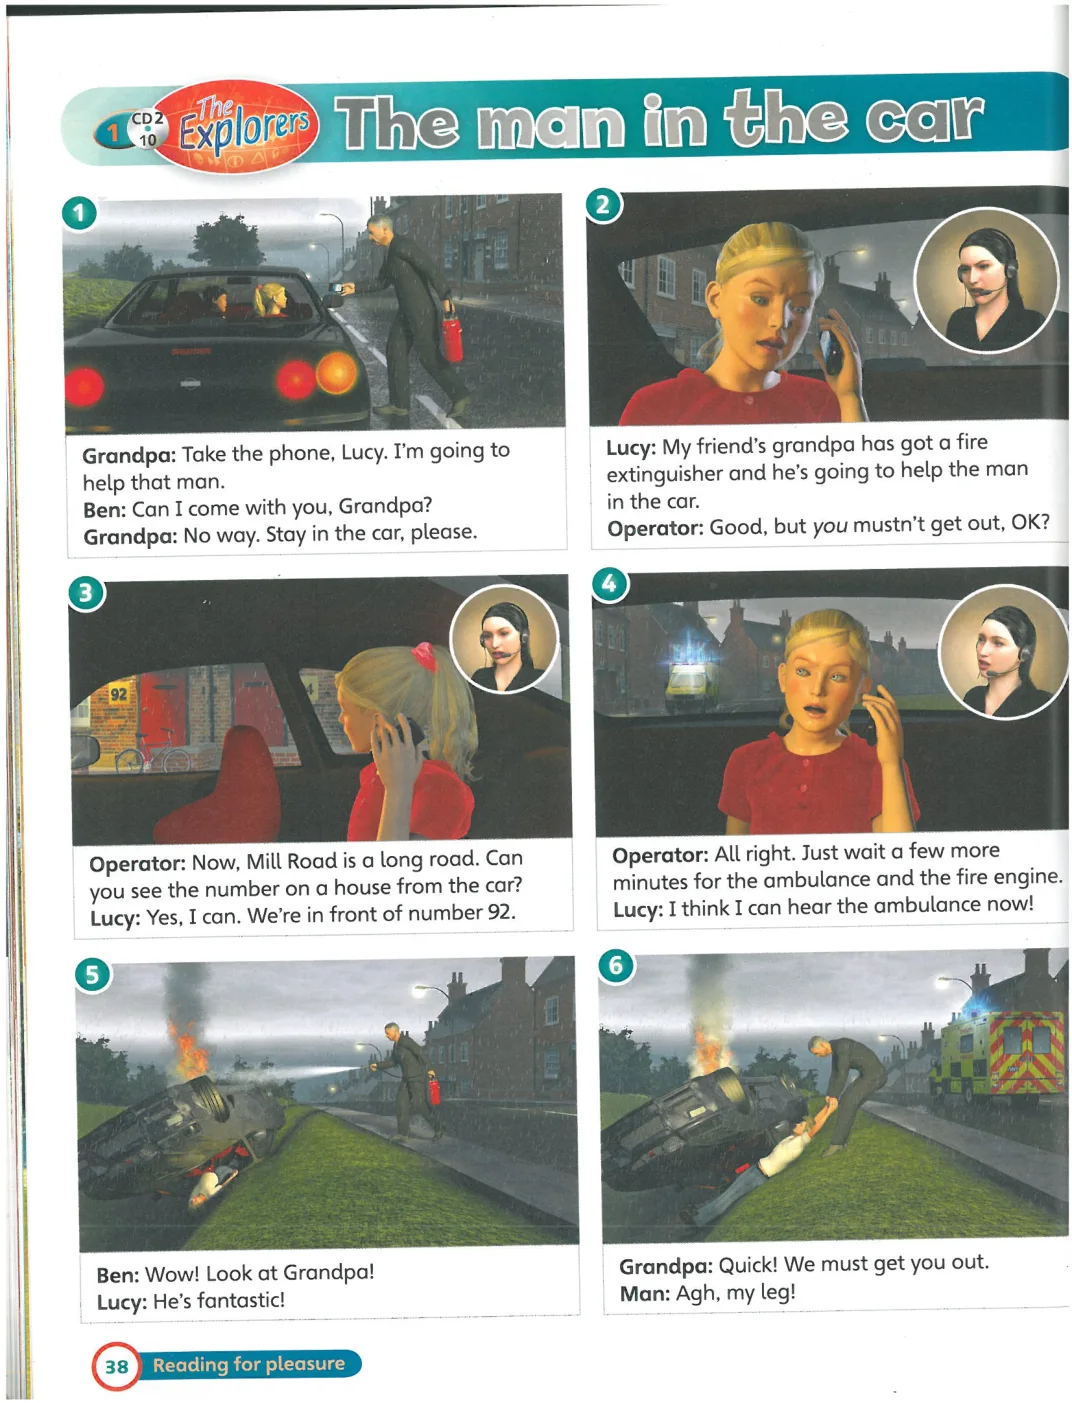 1
CD2
10
The
Explorers
The man in the car
1
Grandpa: Take the phone, Lucy. I'm going to
help that man.
Ben: Can I come with you, Grandpa?
Grandpa: No way. Stay in the car, please.
2
Lucy: My friend's grandpa has got a fire
extinguisher and he's going to help the man
in the car.
Operator: Good, but you mustn't get out, OK?
3
92
4
Operator: Now, Mill Road is a long road. Can
you see the number on a house from the car?
Lucy: Yes, I can. We're in front of number 92.
4
Operator: All right. Just wait a few more
minutes for the ambulance and the fire engine.
Lucy: I think I can hear the ambulance now!
5
Ben: Wow! Look at Grandpa!
Lucy: He's fantastic!
6
Grandpa: Quick! We must get you out.
Man: Agh, my leg!
38
Reading for pleasure